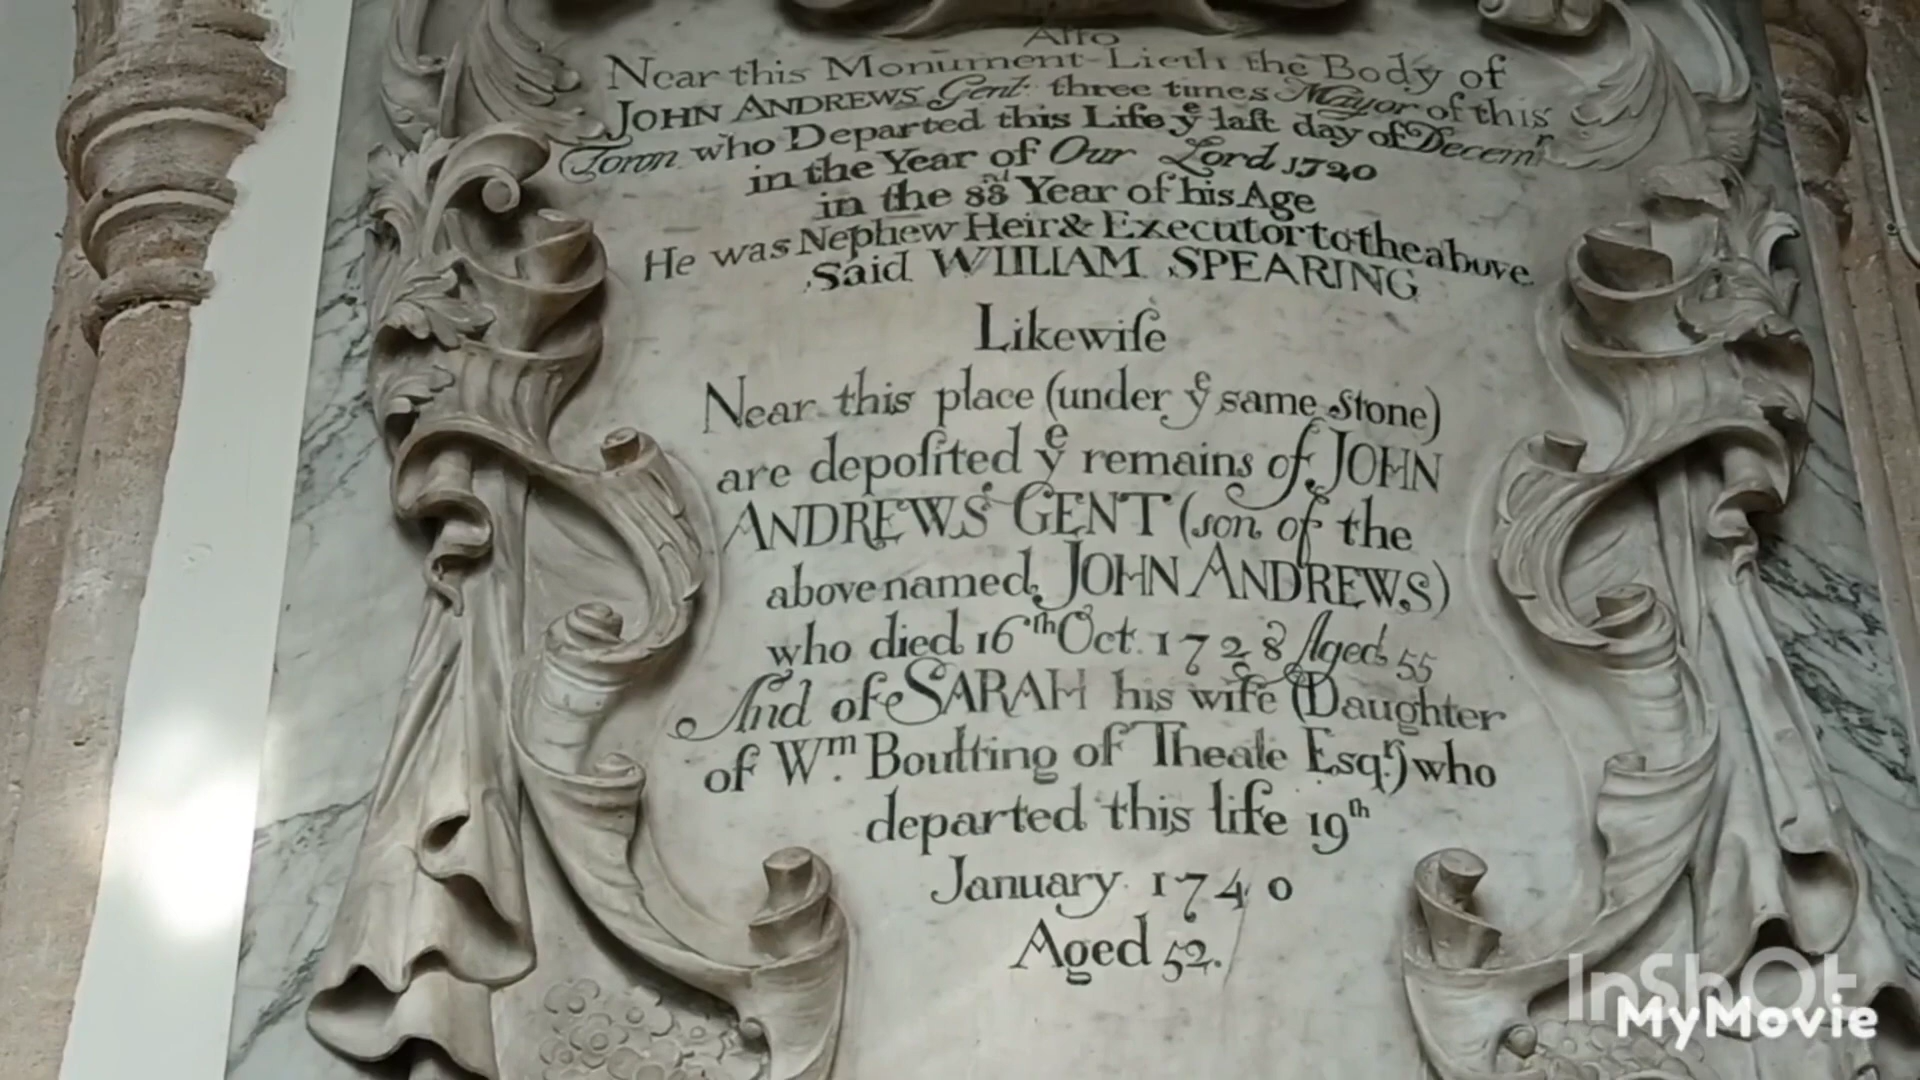 Alſo
Near this Monument Lieth the Body of
JOHN ANDREWS Gent: three times Mayor of this
Town who Departed this Life yͤ laſt day of Decemʳ
in the Year of Our Lord 1720
in the 88ʳᵈ Year of his Age
He was Nephew Heir & Executor to the above
Said WILLIAM SPEARING
Likewiſe
Near this place (under yͤ same Stone)
are depoſited yͤ remains of JOHN
ANDREWS GENT (son of the
above named JOHN ANDREWS)
who died 16ᵗʰ Oct. 1728 Aged 55
And of SARAH his wife (Daughter
of Wᵐ. Boulting of Theale Esqʳ.) who
departed this life 19ᵗʰ
January 1740
Aged 52.
InShOt
MyMovie